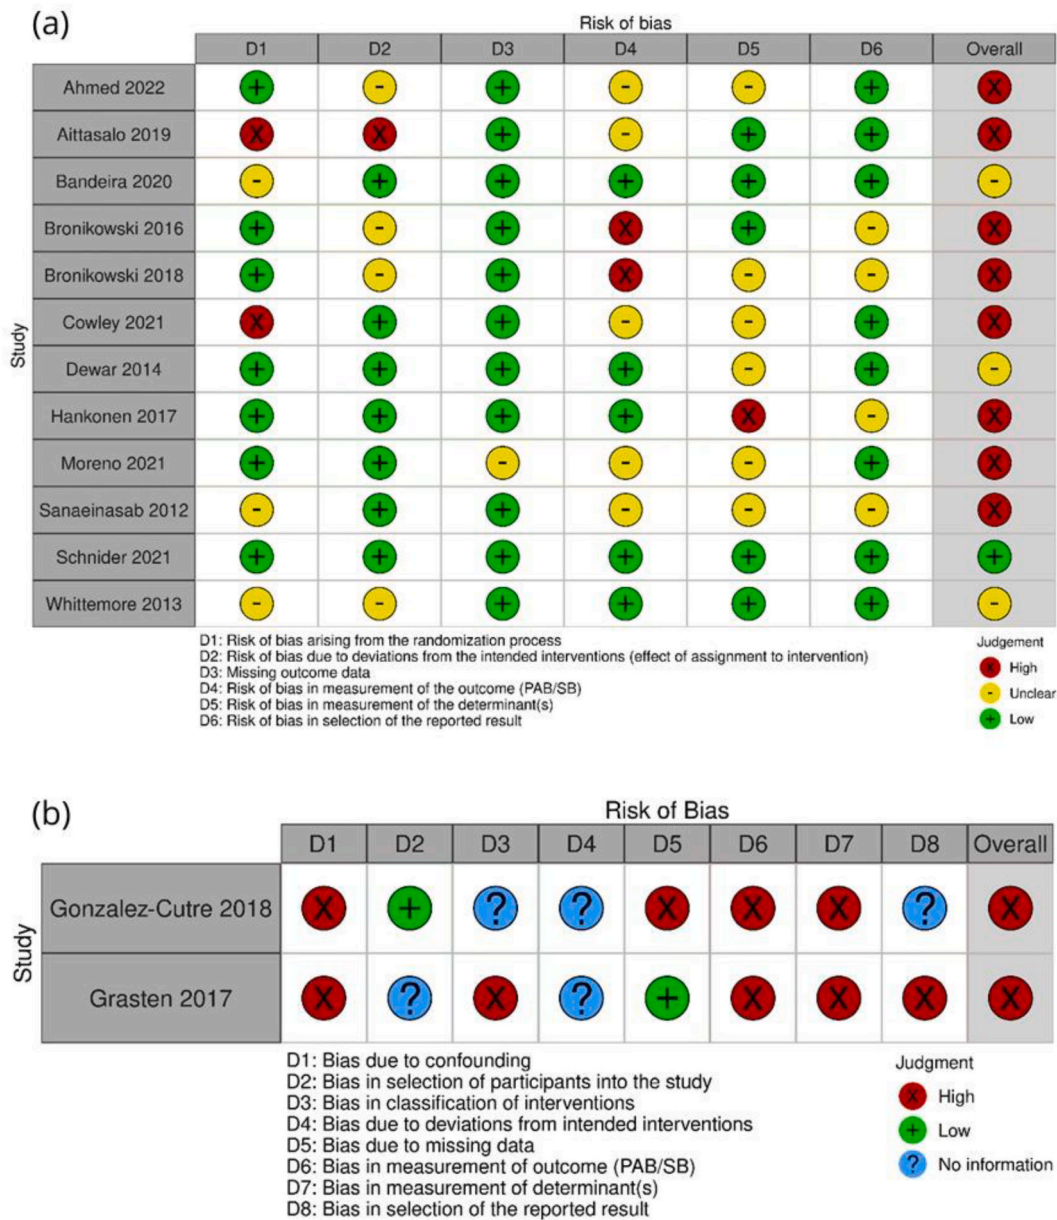 (a)
Risk of bias
D1 D2 D3 D4 D5 D6 Overall
Study
Ahmed 2022 + - + - - + X
Aittasalo 2019 X X + - + + X
Bandeira 2020 - + + + + + -
Bronikowski 2016 + - + X + - X
Bronikowski 2018 + - + X - - X
Cowley 2021 X + + - - + X
Dewar 2014 + + + + - + -
Hankonen 2017 + + + + X - X
Moreno 2021 + + - - - + X
Sanaeinasab 2012 - + + - - - X
Schnider 2021 + + + + + + +
Whittemore 2013 - - + + + + -
D1: Risk of bias arising from the randomization process
D2: Risk of bias due to deviations from the intended interventions (effect of assignment to intervention)
D3: Missing outcome data
D4: Risk of bias in measurement of the outcome (PAB/SB)
D5: Risk of bias in measurement of the determinant(s)
D6: Risk of bias in selection of the reported result
Judgement
X High
- Unclear
+ Low
(b)
Risk of Bias
D1 D2 D3 D4 D5 D6 D7 D8 Overall
Study
Gonzalez-Cutre 2018 X + ? ? X X X ? X
Grasten 2017 X ? X ? + X X X X
D1: Bias due to confounding
D2: Bias in selection of participants into the study
D3: Bias in classification of interventions
D4: Bias due to deviations from intended interventions
D5: Bias due to missing data
D6: Bias in measurement of outcome (PAB/SB)
D7: Bias in measurement of determinant(s)
D8: Bias in selection of the reported result
Judgment
X High
+ Low
? No information